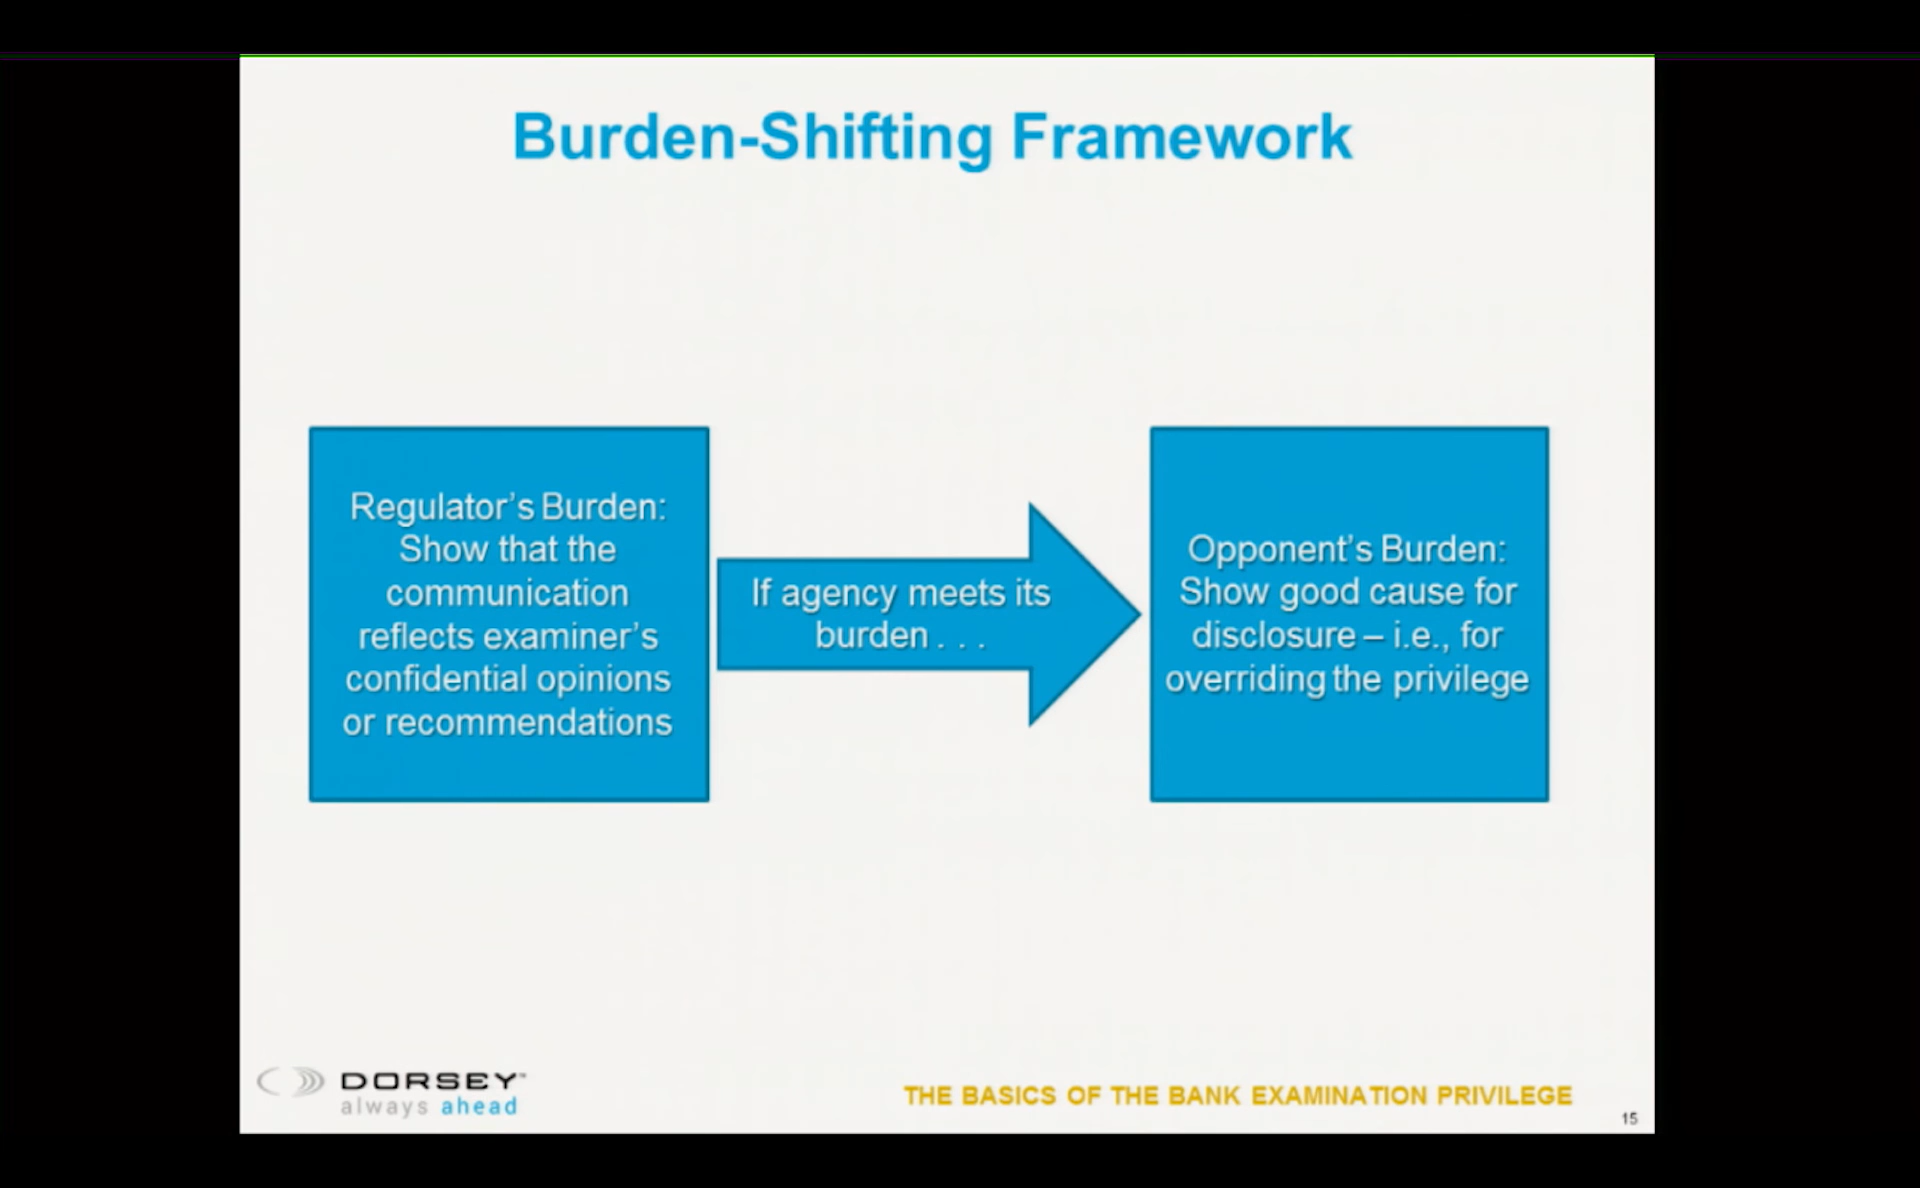 Burden-Shifting Framework
Regulator’s Burden:
Show that the
communication
reflects examiner’s
confidential opinions
or recommendations
If agency meets its
burden . . .
Opponent’s Burden:
Show good cause for
disclosure – i.e., for
overriding the privilege
DORSEY™
always ahead
THE BASICS OF THE BANK EXAMINATION PRIVILEGE
15